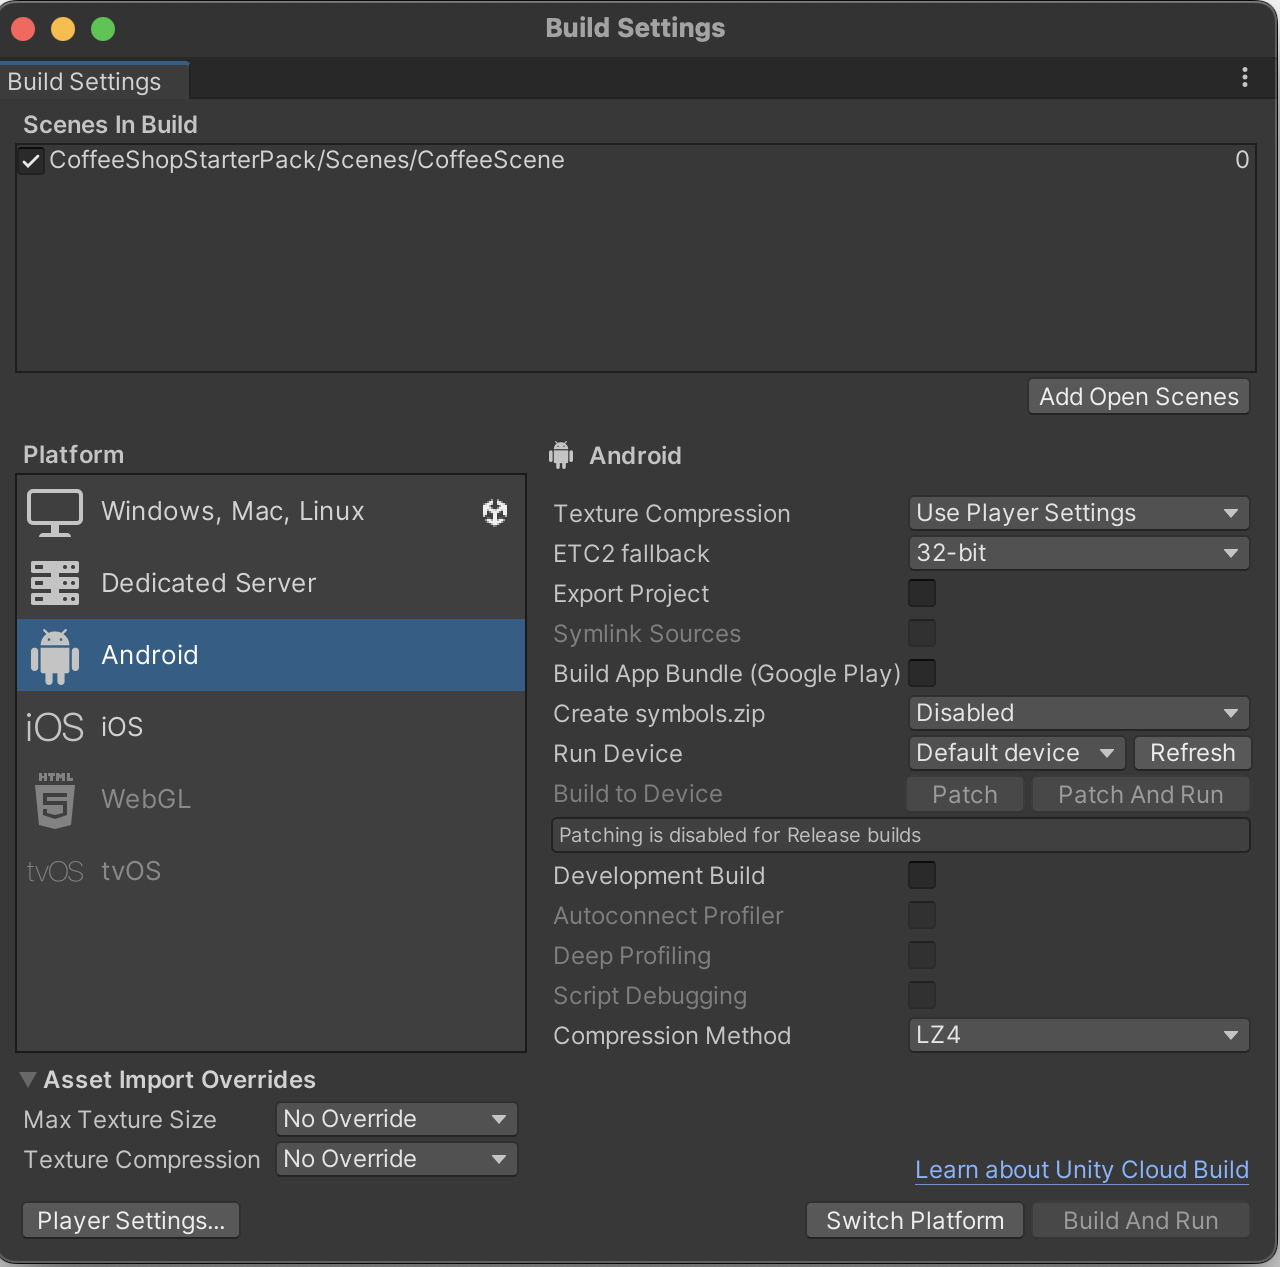 Build Settings
Build Settings
Scenes In Build
CoffeeShopStarterPack/Scenes/CoffeeScene 0
Add Open Scenes
Platform
Windows, Mac, Linux
Dedicated Server
Android
iOS iOS
HTML
5 WebGL
tvOS tvOS
Android
Texture Compression Use Player Settings
ETC2 fallback 32-bit
Export Project
Symlink Sources
Build App Bundle (Google Play)
Create symbols.zip Disabled
Run Device Default device Refresh
Build to Device Patch Patch And Run
Patching is disabled for Release builds
Development Build
Autoconnect Profiler
Deep Profiling
Script Debugging
Compression Method LZ4
Asset Import Overrides
Max Texture Size No Override
Texture Compression No Override
Learn about Unity Cloud Build
Player Settings... Switch Platform Build And Run